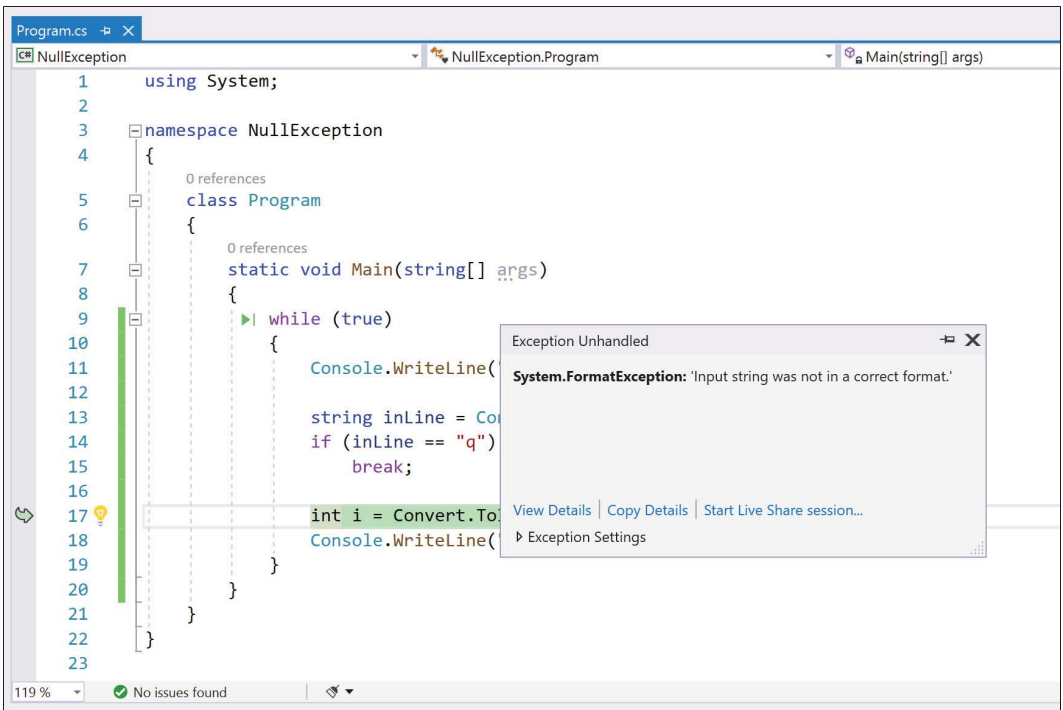 Program.cs
C# NullException NullException.Program Main(string[] args)
1 using System;
2
3 namespace NullException
4 {
0 references
5 class Program
6 {
0 references
7 static void Main(string[] args)
8 {
9 while (true)
10 {
11 Console.WriteLine(
12
13 string inLine =
14 if (inLine == "q")
15 break;
16
17 int i =
18 Console.WriteLine(
19 }
20 }
21 }
22 }
23
Exception Unhandled
System.FormatException: 'Input string was not in a correct format.'
View Details | Copy Details | Start Live Share session...
Exception Settings
119 % No issues found